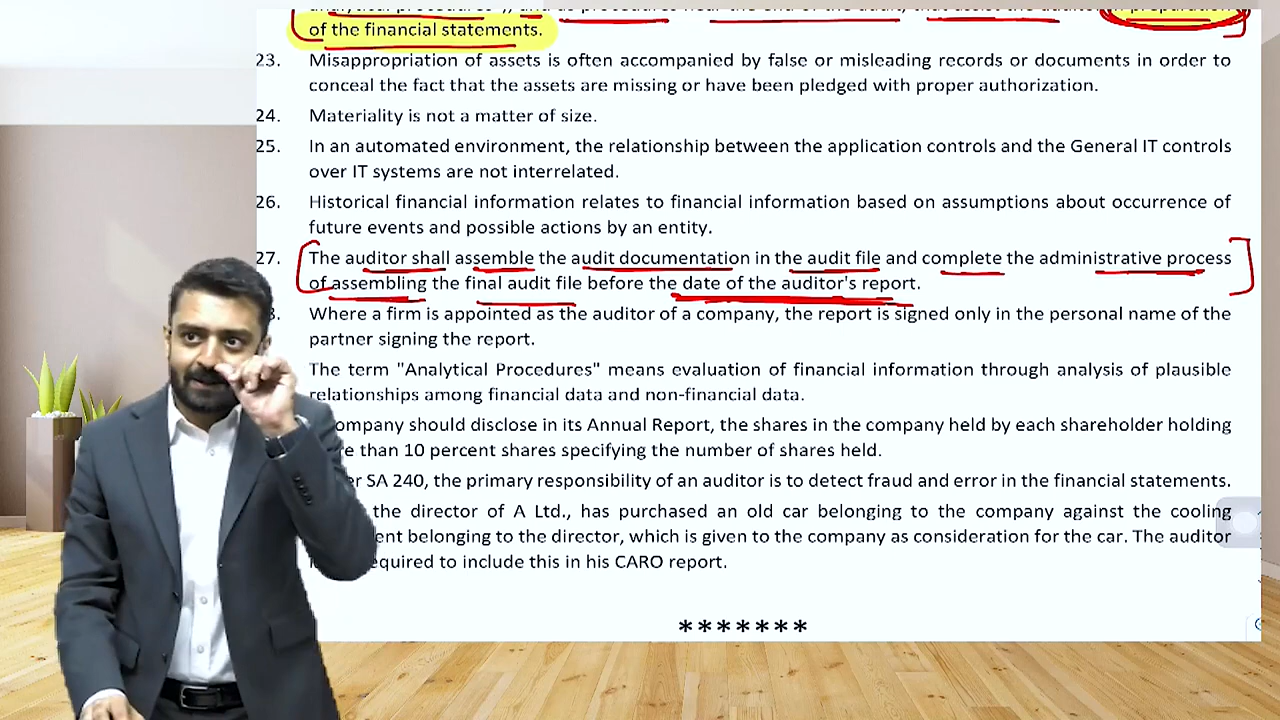 of the financial statements.
23. Misappropriation of assets is often accompanied by false or misleading records or documents in order to
conceal the fact that the assets are missing or have been pledged with proper authorization.
24. Materiality is not a matter of size.
25. In an automated environment, the relationship between the application controls and the General IT controls
over IT systems are not interrelated.
26. Historical financial information relates to financial information based on assumptions about occurrence of
future events and possible actions by an entity.
27. The auditor shall assemble the audit documentation in the audit file and complete the administrative process
of assembling the final audit file before the date of the auditor's report.
Where a firm is appointed as the auditor of a company, the report is signed only in the personal name of the
partner signing the report.
The term "Analytical Procedures" means evaluation of financial information through analysis of plausible
relationships among financial data and non-financial data.
company should disclose in its Annual Report, the shares in the company held by each shareholder holding
than 10 percent shares specifying the number of shares held.
SA 240, the primary responsibility of an auditor is to detect fraud and error in the financial statements.
the director of A Ltd., has purchased an old car belonging to the company against the cooling
belonging to the director, which is given to the company as consideration for the car. The auditor
required to include this in his CARO report.
*******